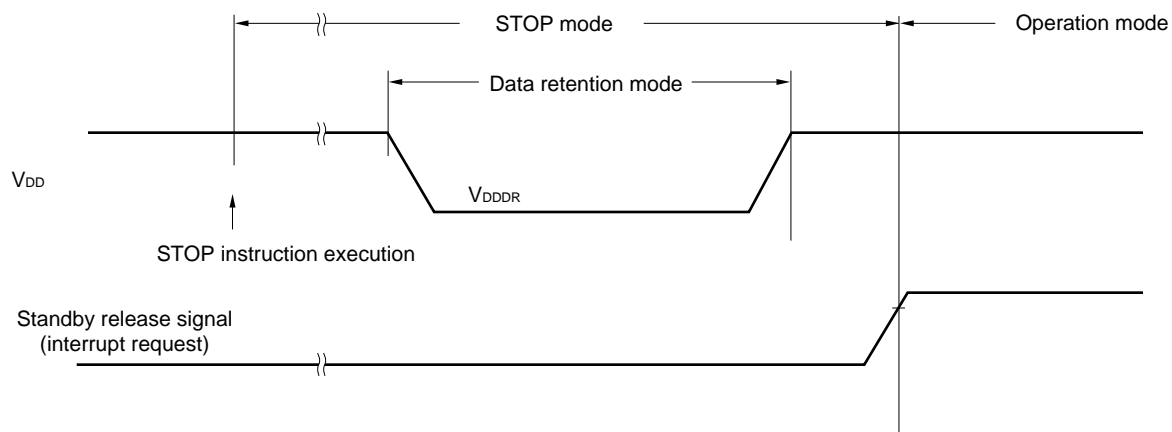 STOP mode
Operation mode
Data retention mode
VDD
VDDDR
STOP instruction execution
Standby release signal
(interrupt request)